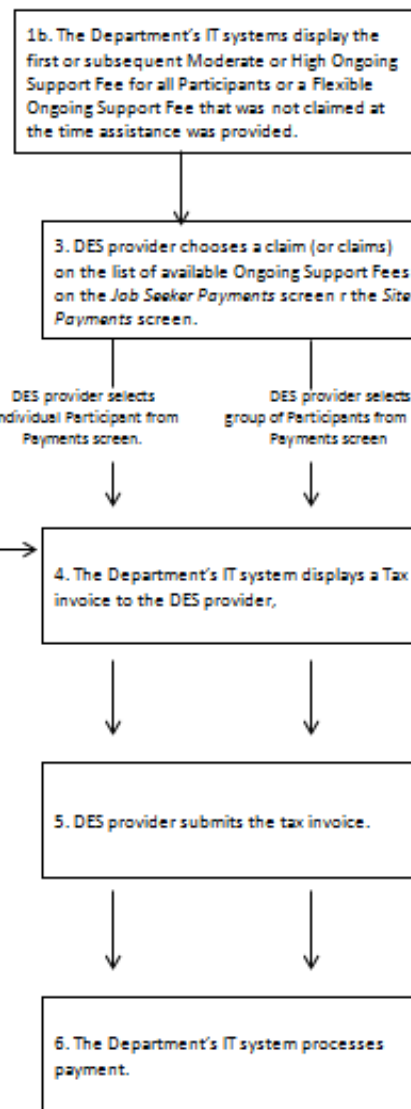 1b. The Department's IT systems display the
first or subsequent Moderate or High Ongoing
Support Fee for all Participants or a Flexible
Ongoing Support Fee that was not claimed at
the time assistance was provided.
3. DES provider chooses a claim (or claims)
on the list of available Ongoing Support Fees
on the Job Seeker Payments screen r the Site
Payments screen.
DES provider selects
ndividual Participant from
Payments screen.
DES provider selects
group of Participants from
Payments screen
4. The Department's IT system displays a Tax
invoice to the DES provider,
5. DES provider submits the tax invoice.
6. The Department's IT system processes
payment.